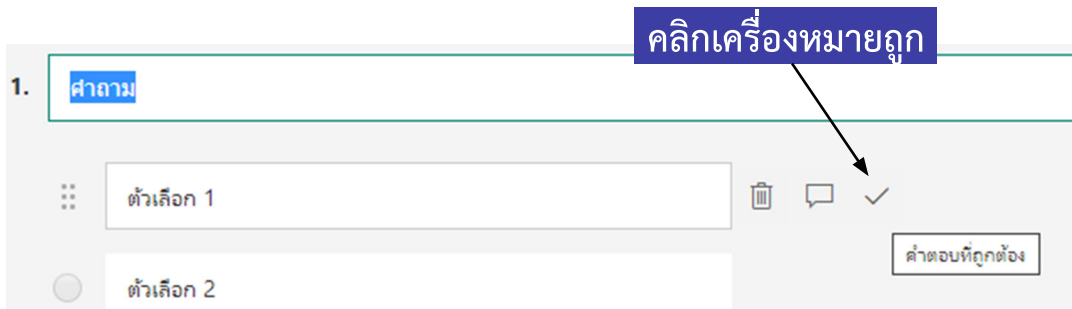 คลิกเครื่องหมายถูก
1. คำถาม
ตัวเลือก 1
คำตอบที่ถูกต้อง
ตัวเลือก 2